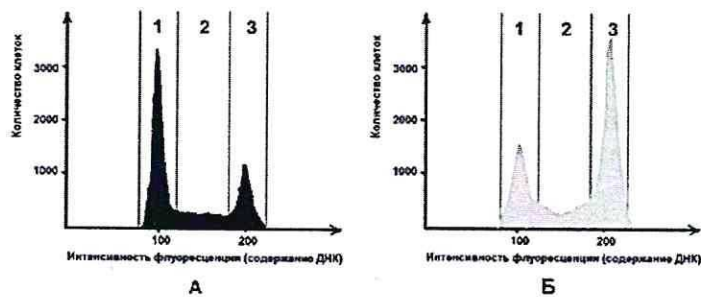 1 2 3
Количество клеток
3000
2000
1000
100 200
Интенсивность флуоресценции (содержание ДНК)
А
1 2 3
Количество клеток
3000
2000
1000
100 200
Интенсивность флуоресценции (содержание ДНК)
Б